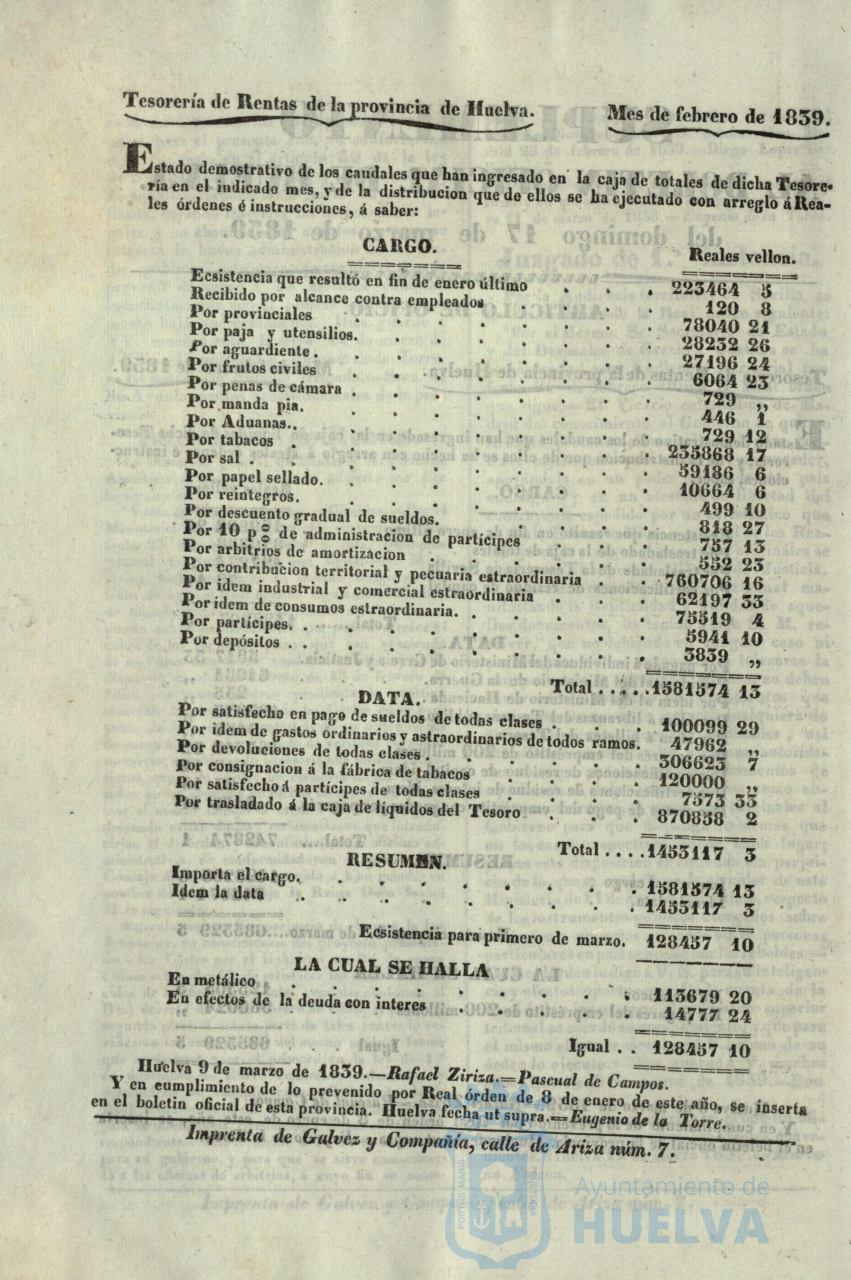 Tesorería de Rentas de la provincia de Huelva. Mes de febrero de 1839.
Estado demostrativo de los caudales que han ingresado en la caja de totales de dicha Tesore-
ría en el indicado mes, y de la distribucion que de ellos se ha ejecutado con arreglo á Rea-
les órdenes é instrucciones, á saber:
CARGO. Reales vellon.
Ecsistencia que resultó en fin de enero último . . . 223464 5
Recibido por alcance contra empleados . . . 120 8
Por provinciales . . . 78040 21
Por paja y utensilios. . . . 28232 26
Por aguardiente . . . . 27196 24
Por frutos civiles . . . 6064 23
Por penas de cámara . . . 729 ,,
Por manda pia. . . . 446 1
Por Aduanas. . . . 729 12
Por tabacos . . . 235868 17
Por sal . . . . 59186 6
Por papel sellado. . . . 10664 6
Por reintegros. . . . 499 10
Por descuento gradual de sueldos. . . . 818 27
Por 10 p% de administracion de partícipes . . . 757 13
Por arbitrios de amortizacion . . . 552 23
Por contribucion territorial y pecuaria estraordinaria . . 760706 16
Por idem industrial y comercial estraordinaria . . . 62197 33
Por idem de consumos estraordinaria. . . . 75519 4
Por partícipes. . . . 5941 10
Por depósitos . . . . 3839 ,,
Total . . . . . 1581574 13
DATA.
Por satisfecho en pago de sueldos de todas clases . . . . 100099 29
Por idem de gastos ordinarios y astraordinarios de todos ramos. 47962 ,,
Por devoluciones de todas clases . . . . 306623 7
Por consignacion á la fábrica de tabacos . . . 120000 ,,
Por satisfecho á partícipes de todas clases . . . 7573 33
Por trasladado á la caja de líquidos del Tesoro . . . 870858 2
Total . . . . 1453117 3
RESUMEN.
Importa el cargo. . . . 1581574 13
Idem la data . . . 1453117 3
Ecsistencia para primero de marzo. 128457 10
LA CUAL SE HALLA
En metálico . . . 113679 20
En efectos de la deuda con interes . . . 14777 24
Igual . . 128457 10
Huelva 9 de marzo de 1839.—Rafael Ziriza.=Pascual de Campos.
Y en cumplimiento de lo prevenido por Real órden de 8 de enero de este año, se inserta
en el boletin oficial de esta provincia. Huelva fecha ut supra.=Eugenio de la Torre.
Imprenta de Galvez y Compañía, calle de Ariza núm. 7.
Ayuntamiento de
HUELVA